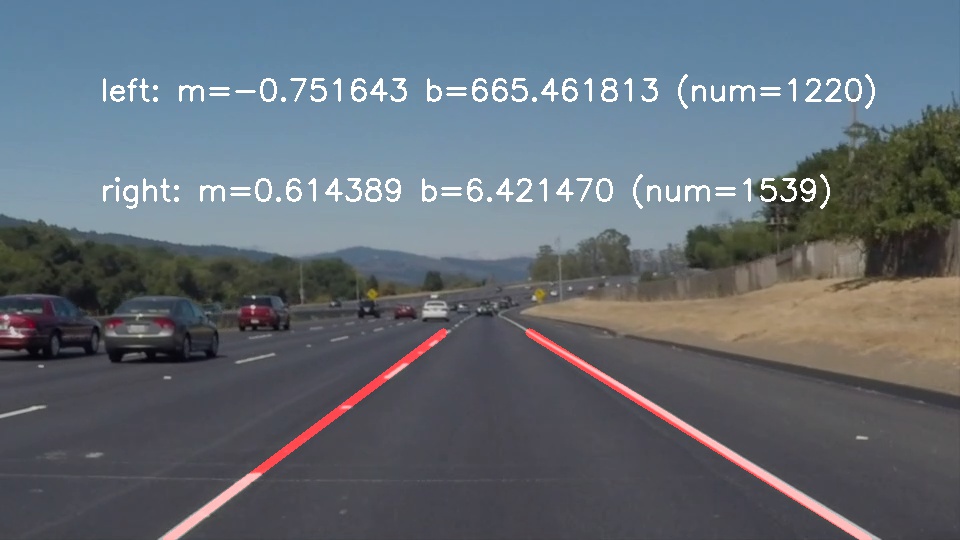 left: m=−0.751643 b=665.461813 (num=1220)
right: m=0.614389 b=6.421470 (num=1539)